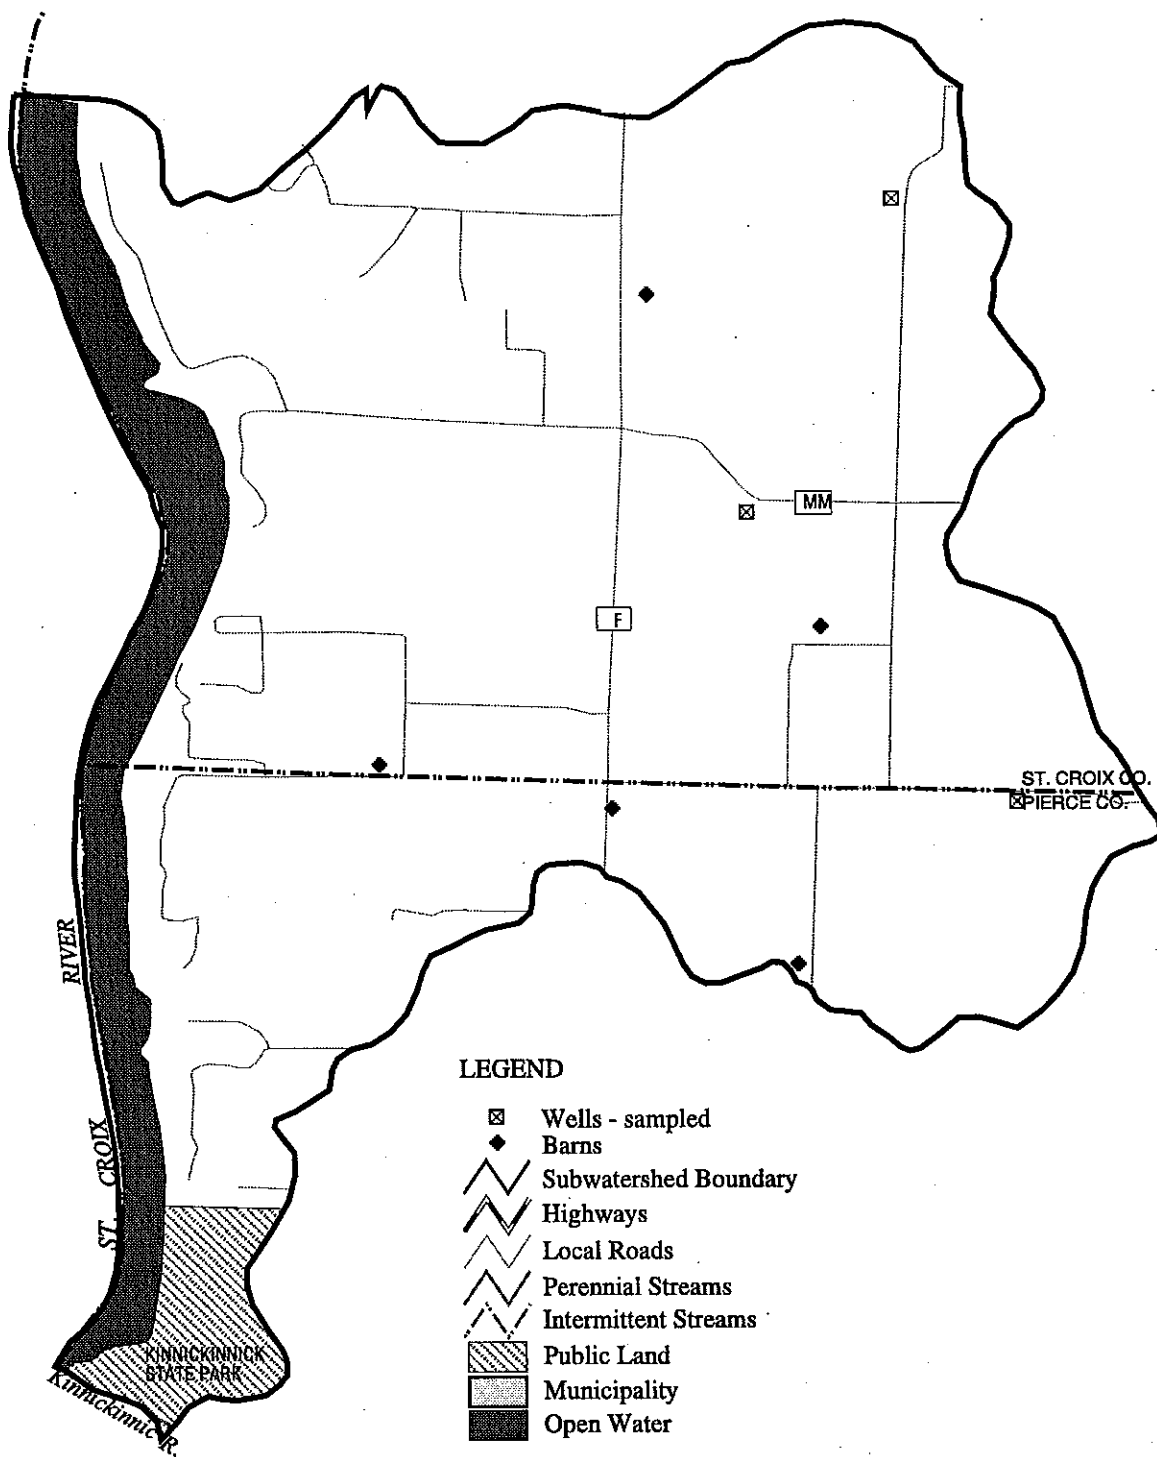 MM
F
ST. CROIX CO.
PIERCE CO.
ST. CROIX RIVER
KINNICKINNICK
STATE PARK
Kinnickinnic R.
LEGEND
Wells - sampled
Barns
Subwatershed Boundary
Highways
Local Roads
Perennial Streams
Intermittent Streams
Public Land
Municipality
Open Water